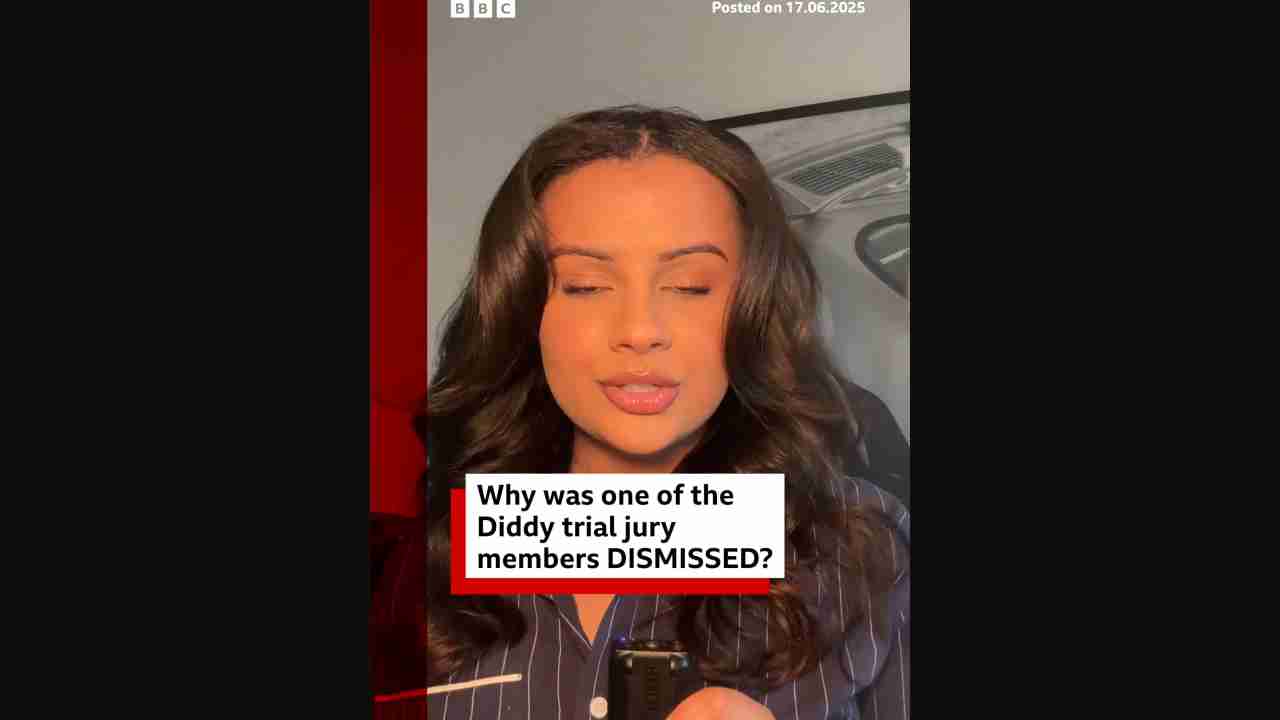 BBC
Posted on 17.06.2025
Why was one of the
Diddy trial jury
members DISMISSED?